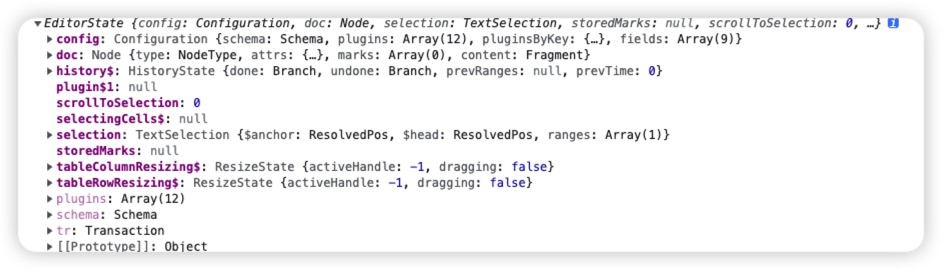 ▼EditorState {config: Configuration, doc: Node, selection: TextSelection, storedMarks: null, scrollToSelection: 0, …} i
▶config: Configuration {schema: Schema, plugins: Array(12), pluginsByKey: {…}, fields: Array(9)}
▶doc: Node {type: NodeType, attrs: {…}, marks: Array(0), content: Fragment}
▶history$: HistoryState {done: Branch, undone: Branch, prevRanges: null, prevTime: 0}
plugin$1: null
scrollToSelection: 0
selectingCells$: null
▶selection: TextSelection {$anchor: ResolvedPos, $head: ResolvedPos, ranges: Array(1)}
storedMarks: null
▶tableColumnResizing$: ResizeState {activeHandle: -1, dragging: false}
▶tableRowResizing$: ResizeState {activeHandle: -1, dragging: false}
▶plugins: Array(12)
▶schema: Schema
▶tr: Transaction
▶[[Prototype]]: Object